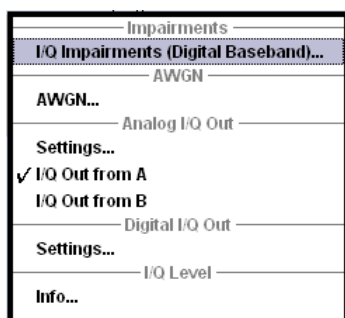 Impairments
I/Q Impairments (Digital Baseband)...
AWGN
AWGN...
Analog I/Q Out
Settings...
✓ I/Q Out from A
I/Q Out from B
Digital I/Q Out
Settings...
I/Q Level
Info...